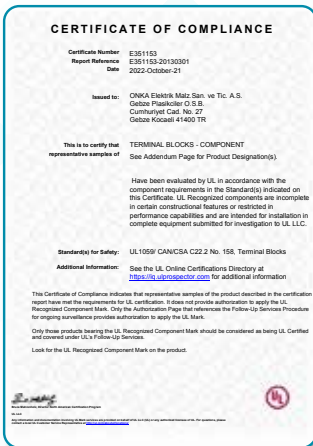 CERTIFICATE OF COMPLIANCE
Certificate Number E351153
Report Reference E351153-20130301
Date 2022-October-21
Issued to: ONKA Elektrik Malz.San. ve Tic. A.S.
Gebze Plasikciler O.S.B.
Cumhuriyet Cad. No. 27
Gebze Kocaeli 41400 TR
This is to certify that TERMINAL BLOCKS - COMPONENT
representative samples of See Addendum Page for Product Designation(s).
Have been evaluated by UL in accordance with the
component requirements in the Standard(s) indicated on
this Certificate. UL Recognized components are incomplete
in certain constructional features or restricted in
performance capabilities and are intended for installation in
complete equipment submitted for investigation to UL LLC.
Standard(s) for Safety: UL1059/ CAN/CSA C22.2 No. 158, Terminal Blocks
Additional Information: See the UL Online Certifications Directory at
https://iq.ulprospector.com for additional information
This Certificate of Compliance indicates that representative samples of the product described in the certification
report have met the requirements for UL certification. It does not provide authorization to apply the UL
Recognized Component Mark. Only the Authorization Page that references the Follow-Up Services Procedure
for ongoing surveillance provides authorization to apply the UL Mark.
Only those products bearing the UL Recognized Component Mark should be considered as being UL Certified
and covered under UL's Follow-Up Services.
Look for the UL Recognized Component Mark on the product.
UL